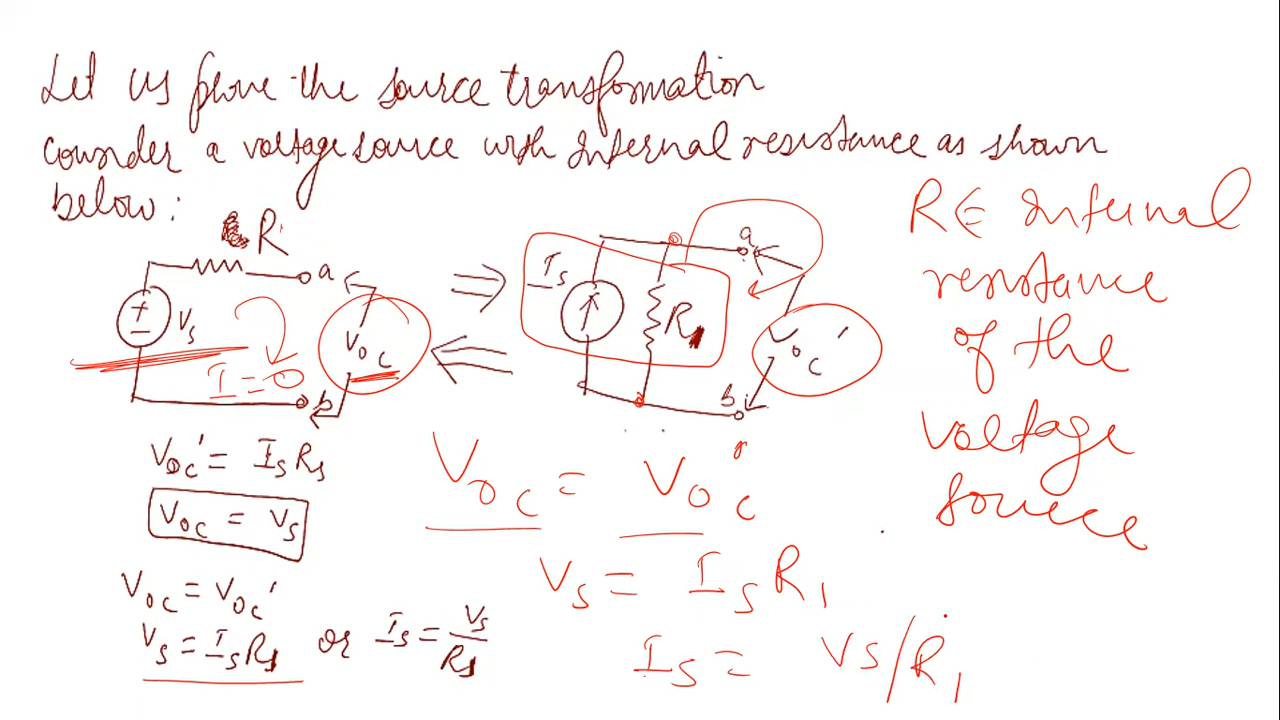 Let us prove the source transformation
consider a voltage source with internal resistance as shown
below:
R
a
Vs
Voc
I = 0
b
Is
R1
a
Voc'
b
R ∈ internal
resistance
of the
voltage
source
Voc' = Is Rs
Voc = Vs
Voc = Voc'
Vs = Is R1 or Is = Vs/R1
Voc = Voc'
Vs = Is R1
Is = Vs/R1